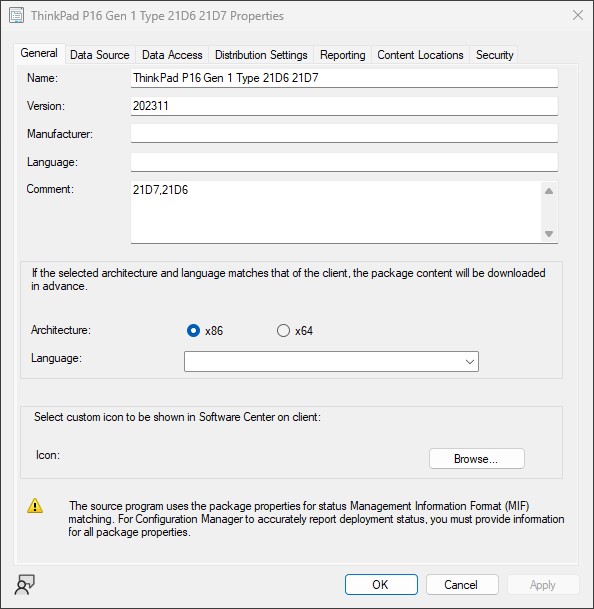 ThinkPad P16 Gen 1 Type 21D6 21D7 Properties
General Data Source Data Access Distribution Settings Reporting Content Locations Security
Name: ThinkPad P16 Gen 1 Type 21D6 21D7
Version: 202311
Manufacturer:
Language:
Comment: 21D7,21D6
If the selected architecture and language matches that of the client, the package content will be downloaded
in advance.
Architecture: x86 x64
Language:
Select custom icon to be shown in Software Center on client:
Icon: Browse...
The source program uses the package properties for status Management Information Format (MIF)
matching. For Configuration Manager to accurately report deployment status, you must provide information
for all package properties.
OK Cancel Apply